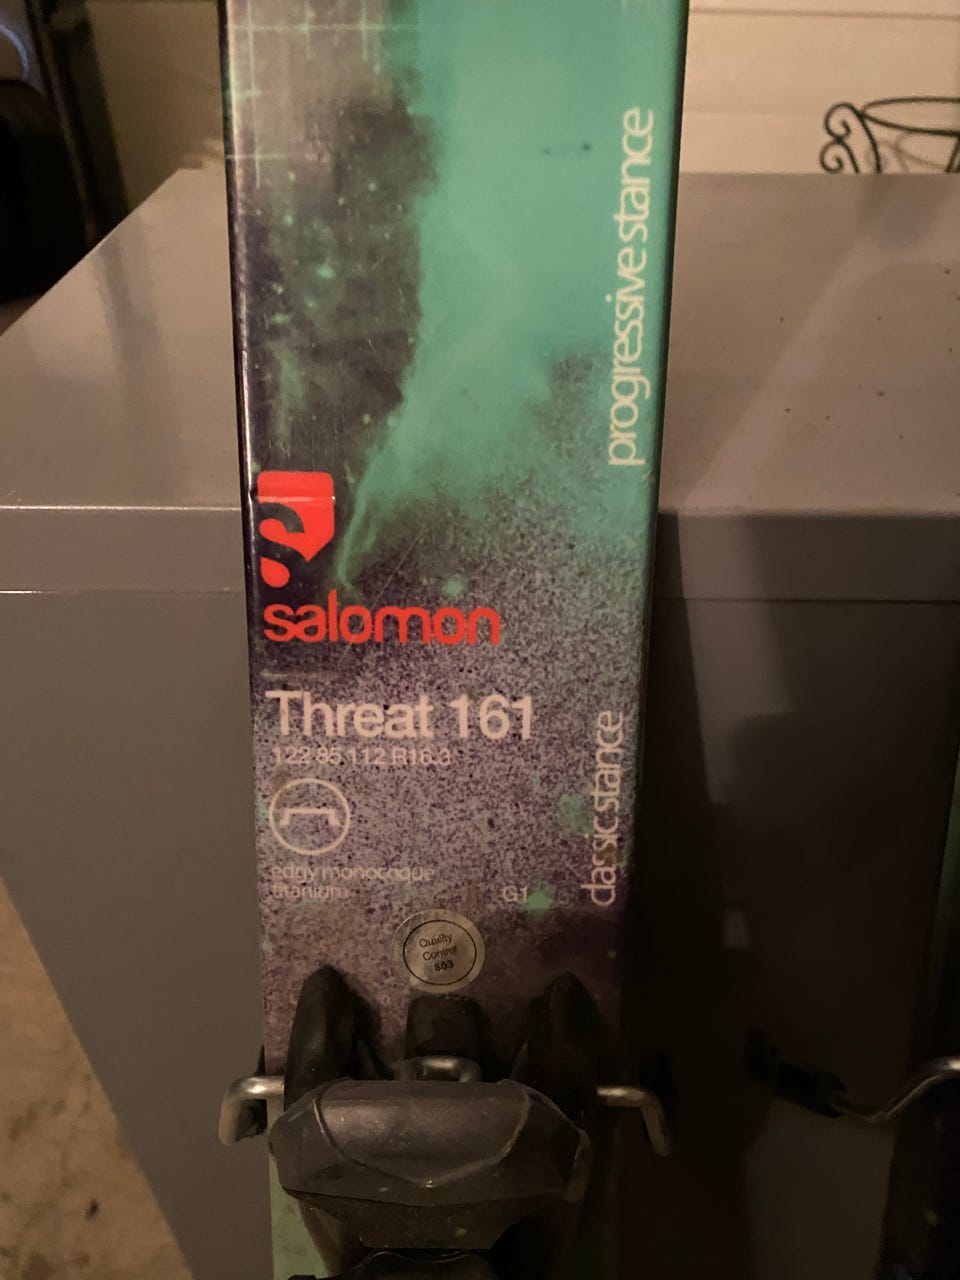 progressive stance
salomon
Threat 161
122 85 112 R16.3
classic stance
edgy monocoque
titanium
G1
Quality
Control
803